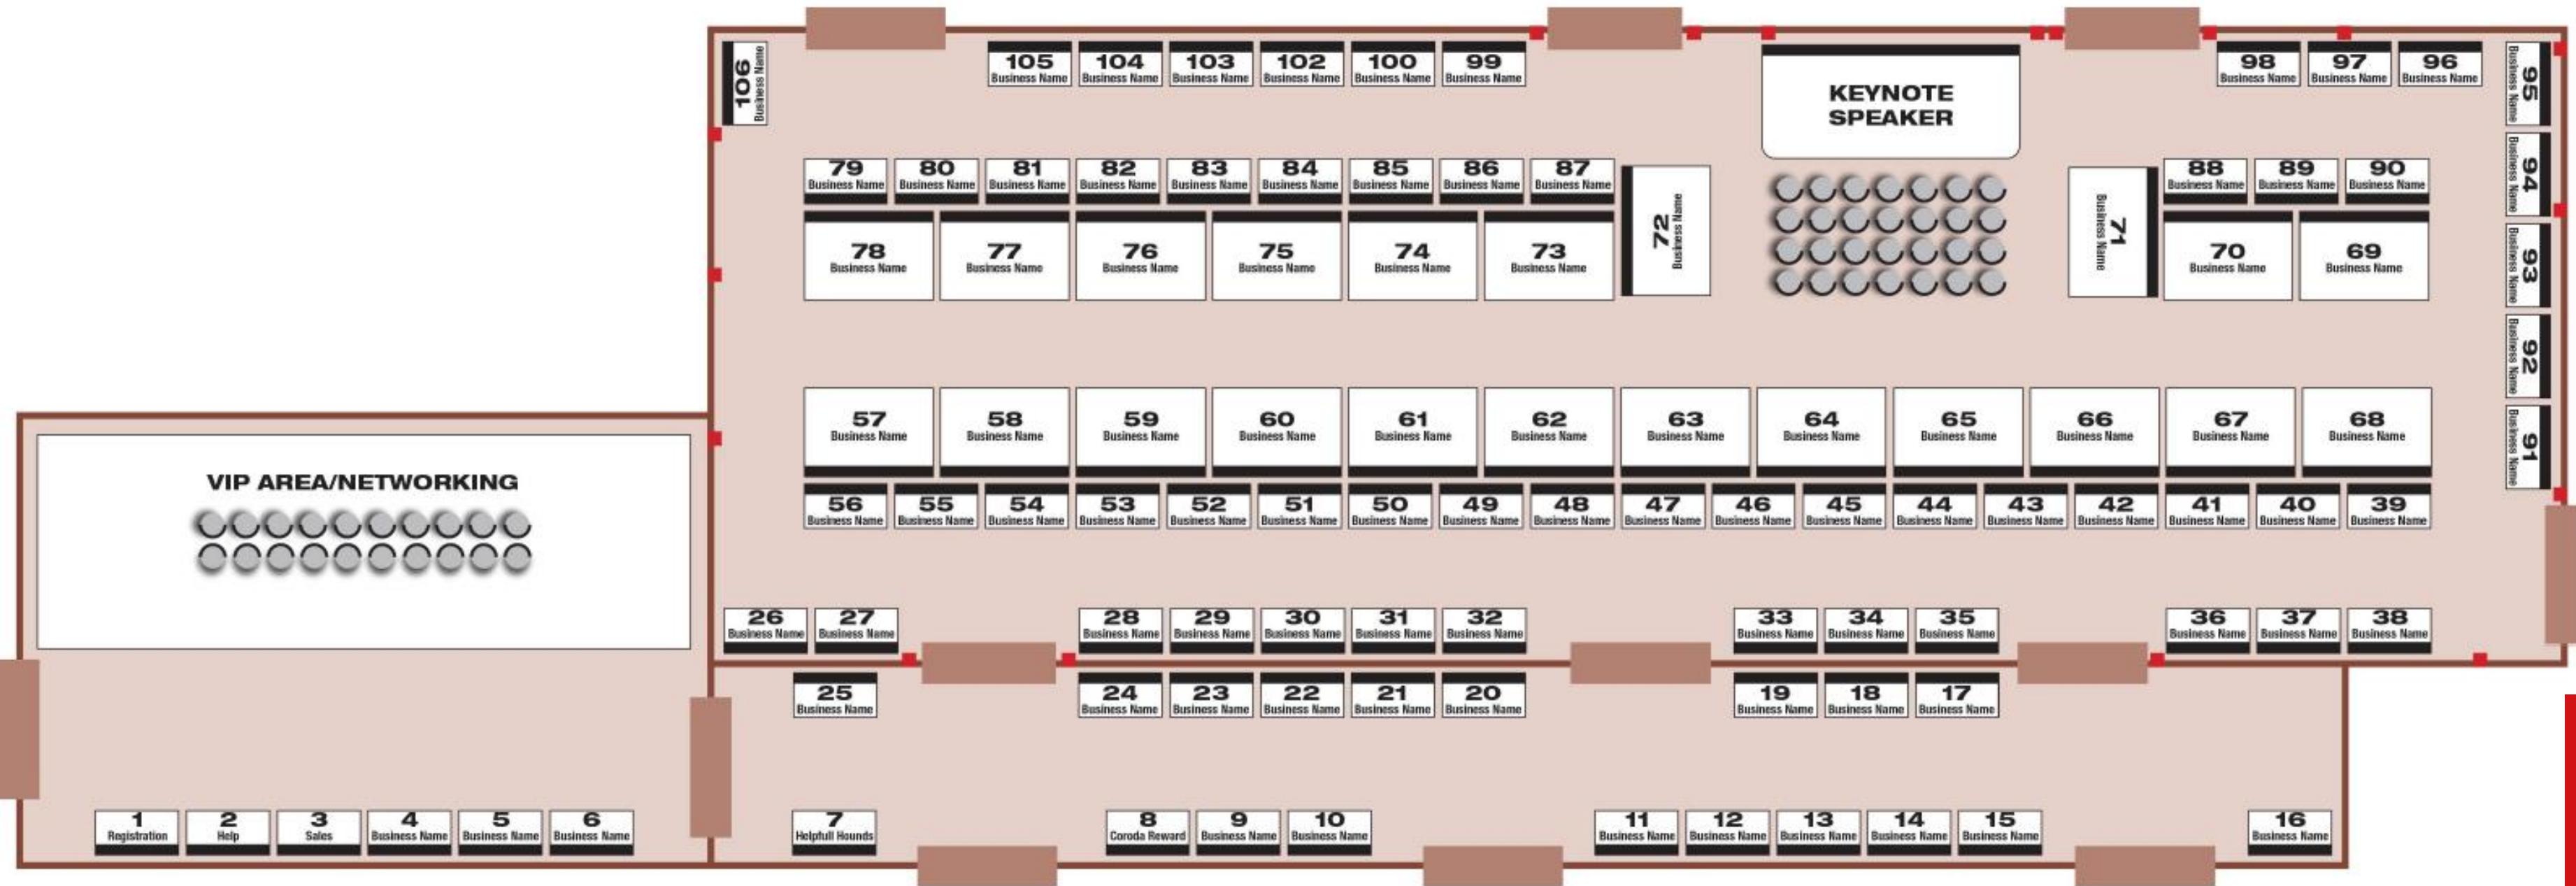 106
Business Name
105
Business Name
104
Business Name
103
Business Name
102
Business Name
100
Business Name
99
Business Name
KEYNOTE
SPEAKER
98
Business Name
97
Business Name
96
Business Name
95
Business Name
94
Business Name
93
Business Name
92
Business Name
91
Business Name
79
Business Name
80
Business Name
81
Business Name
82
Business Name
83
Business Name
84
Business Name
85
Business Name
86
Business Name
87
Business Name
72
Business Name
71
Business Name
88
Business Name
89
Business Name
90
Business Name
78
Business Name
77
Business Name
76
Business Name
75
Business Name
74
Business Name
73
Business Name
70
Business Name
69
Business Name
57
Business Name
58
Business Name
59
Business Name
60
Business Name
61
Business Name
62
Business Name
63
Business Name
64
Business Name
65
Business Name
66
Business Name
67
Business Name
68
Business Name
56
Business Name
55
Business Name
54
Business Name
53
Business Name
52
Business Name
51
Business Name
50
Business Name
49
Business Name
48
Business Name
47
Business Name
46
Business Name
45
Business Name
44
Business Name
43
Business Name
42
Business Name
41
Business Name
40
Business Name
39
Business Name
VIP AREA/NETWORKING
26
Business Name
27
Business Name
28
Business Name
29
Business Name
30
Business Name
31
Business Name
32
Business Name
33
Business Name
34
Business Name
35
Business Name
36
Business Name
37
Business Name
38
Business Name
25
Business Name
24
Business Name
23
Business Name
22
Business Name
21
Business Name
20
Business Name
19
Business Name
18
Business Name
17
Business Name
1
Registration
2
Help
3
Sales
4
Business Name
5
Business Name
6
Business Name
7
Helpfull Hounds
8
Coroda Reward
9
Business Name
10
Business Name
11
Business Name
12
Business Name
13
Business Name
14
Business Name
15
Business Name
16
Business Name